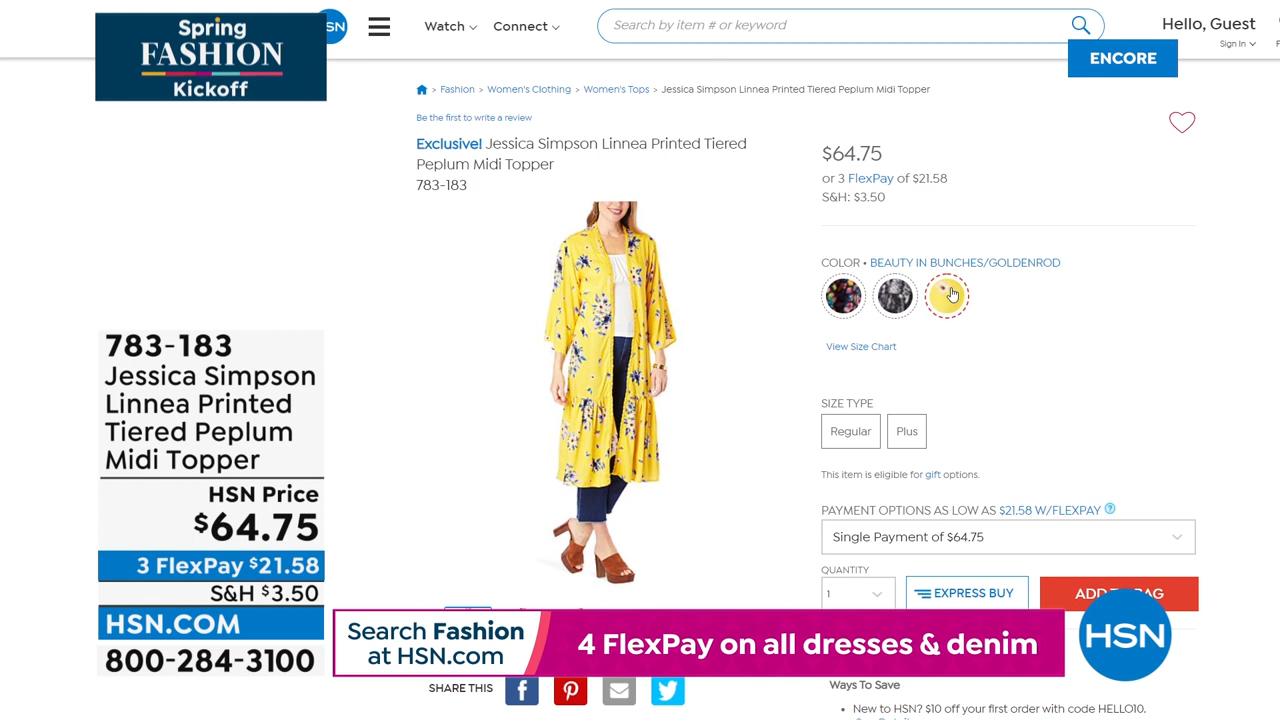 Spring
FASHION
Kickoff
HSN
Watch
Connect
Search by item # or keyword
Hello, Guest
Sign In
ENCORE
Fashion > Women's Clothing > Women's Tops > Jessica Simpson Linnea Printed Tiered Peplum Midi Topper
Be the first to write a review
Exclusive! Jessica Simpson Linnea Printed Tiered
Peplum Midi Topper
783-183
$64.75
or 3 FlexPay of $21.58
S&H: $3.50
COLOR • BEAUTY IN BUNCHES/GOLDENROD
View Size Chart
SIZE TYPE
Regular
Plus
This item is eligible for gift options.
PAYMENT OPTIONS AS LOW AS $21.58 W/FLEXPAY ?
Single Payment of $64.75
QUANTITY
1
EXPRESS BUY
ADD TO BAG
783-183
Jessica Simpson
Linnea Printed
Tiered Peplum
Midi Topper
HSN Price
$64.75
3 FlexPay $21.58
S&H $3.50
HSN.COM
800-284-3100
Search Fashion
at HSN.com
4 FlexPay on all dresses & denim
HSN
SHARE THIS
Ways To Save
• New to HSN? $10 off your first order with code HELLO10.